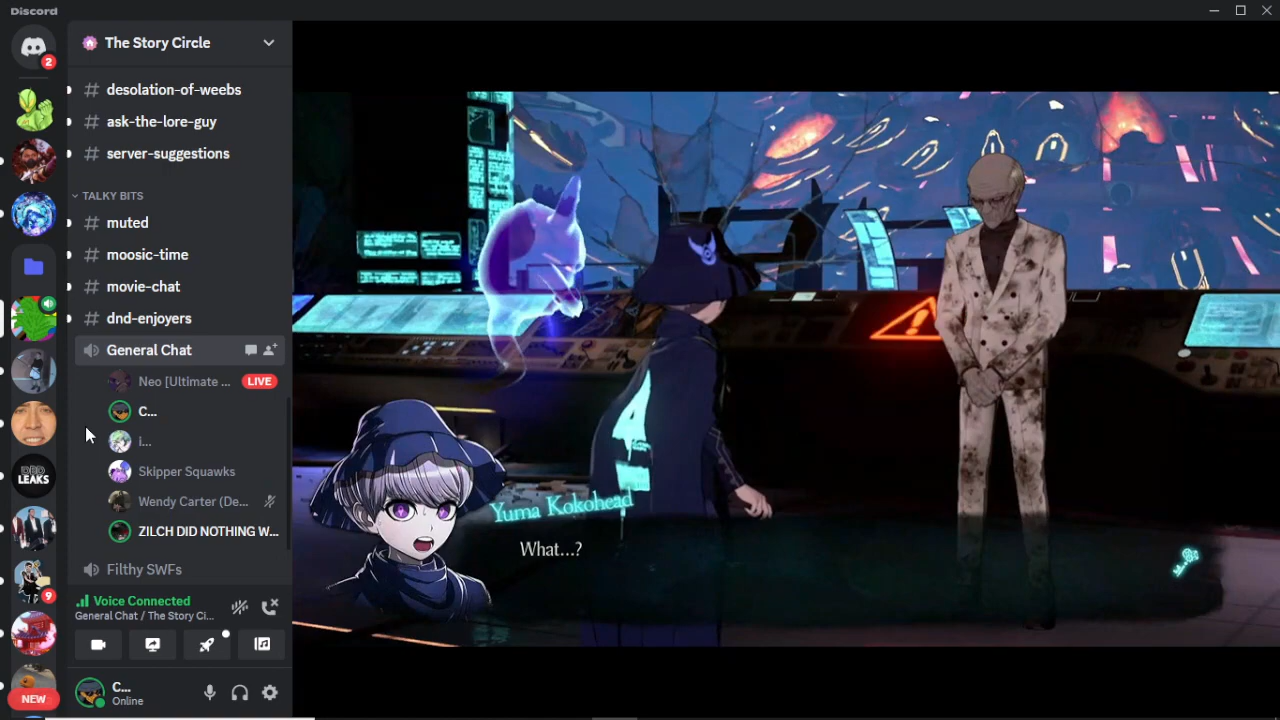 Discord
2
The Story Circle
# desolation-of-weebs
# ask-the-lore-guy
# server-suggestions
TALKY BITS
# muted
# moosic-time
# movie-chat
# dnd-enjoyers
General Chat
Neo [Ultimate ...
LIVE
C...
i...
Skipper Squawks
Wendy Carter (De...
ZILCH DID NOTHING W...
Filthy SWFs
Voice Connected
General Chat / The Story Ci...
C...
Online
LEAKS
9
NEW
Yuma Kokohead
What...?